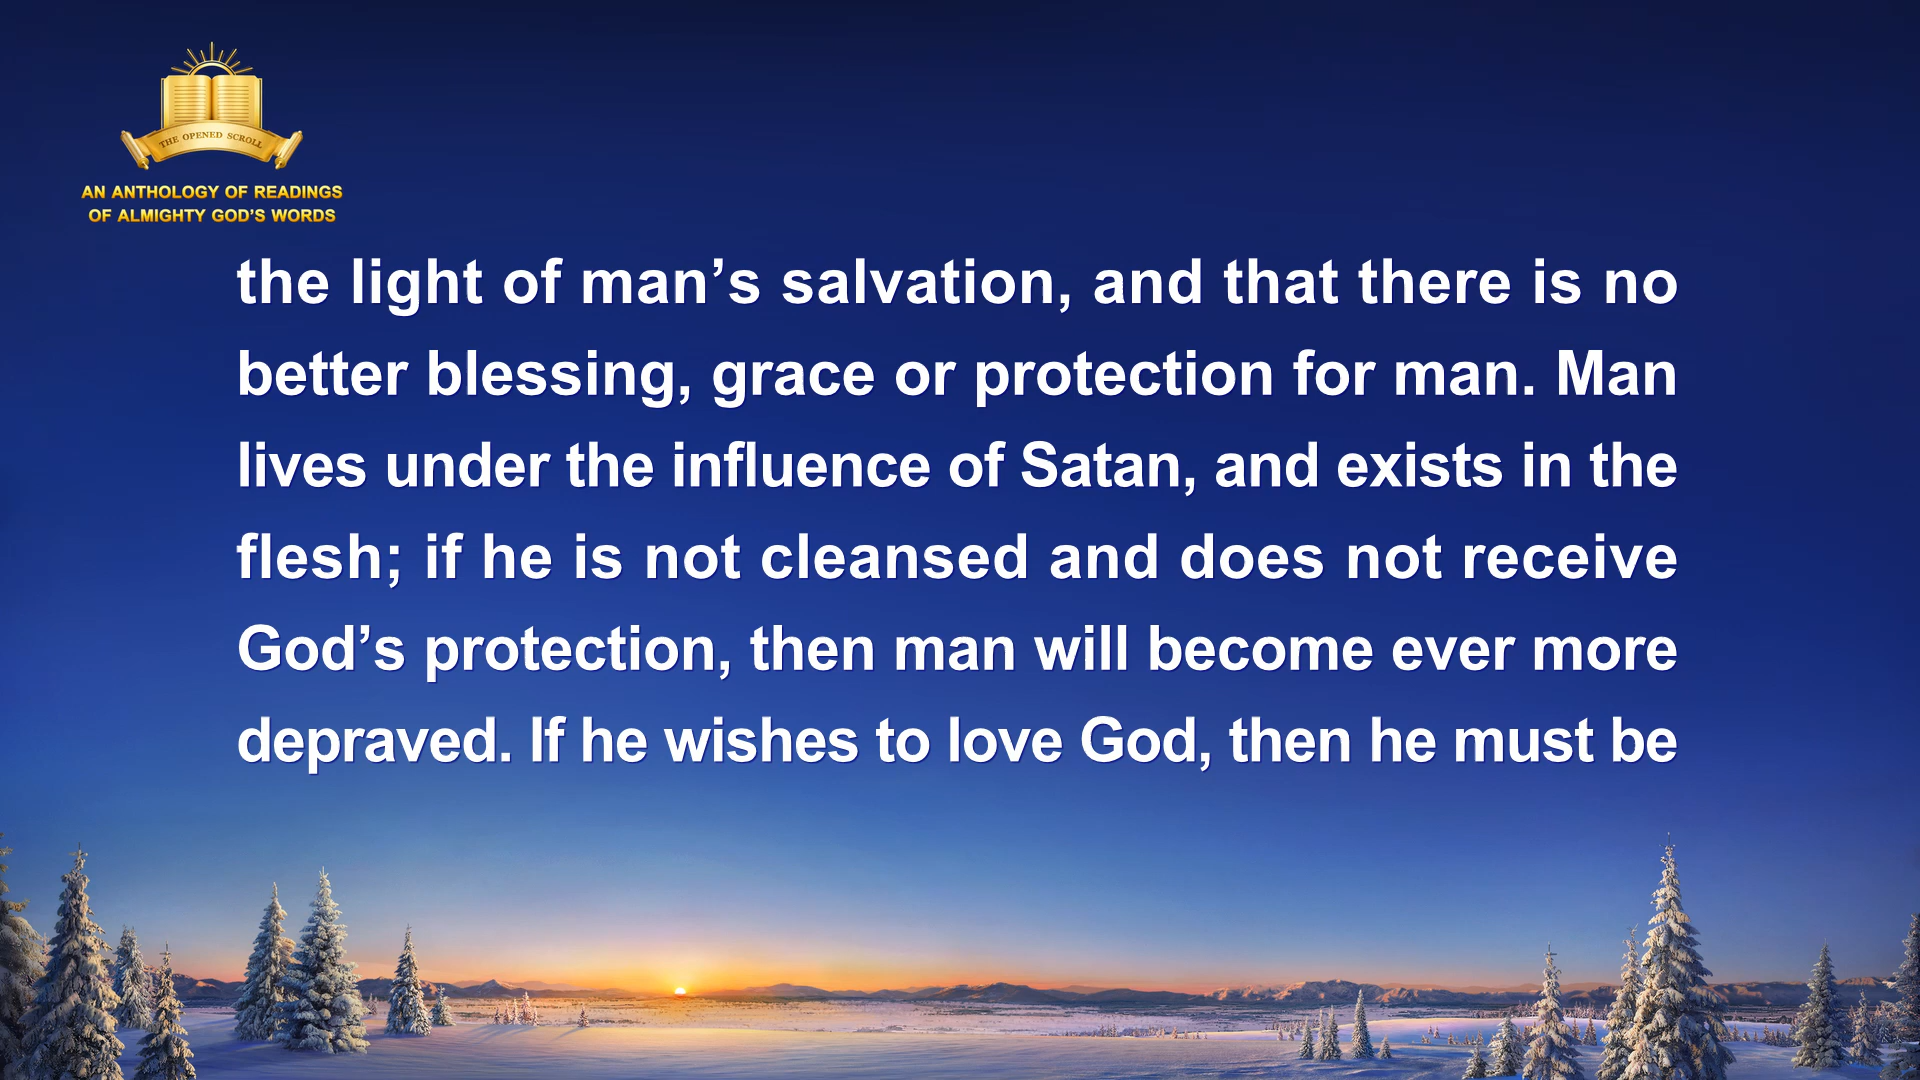 THE OPENED SCROLL
AN ANTHOLOGY OF READINGS
OF ALMIGHTY GOD’S WORDS
the light of man’s salvation, and that there is no
better blessing, grace or protection for man. Man
lives under the influence of Satan, and exists in the
flesh; if he is not cleansed and does not receive
God’s protection, then man will become ever more
depraved. If he wishes to love God, then he must be